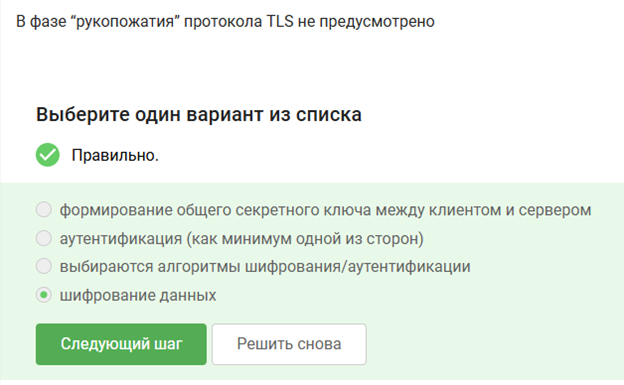 В фазе “рукопожатия” протокола TLS не предусмотрено
Выберите один вариант из списка
Правильно.
формирование общего секретного ключа между клиентом и сервером
аутентификация (как минимум одной из сторон)
выбираются алгоритмы шифрования/аутентификации
шифрование данных
Следующий шаг
Решить снова